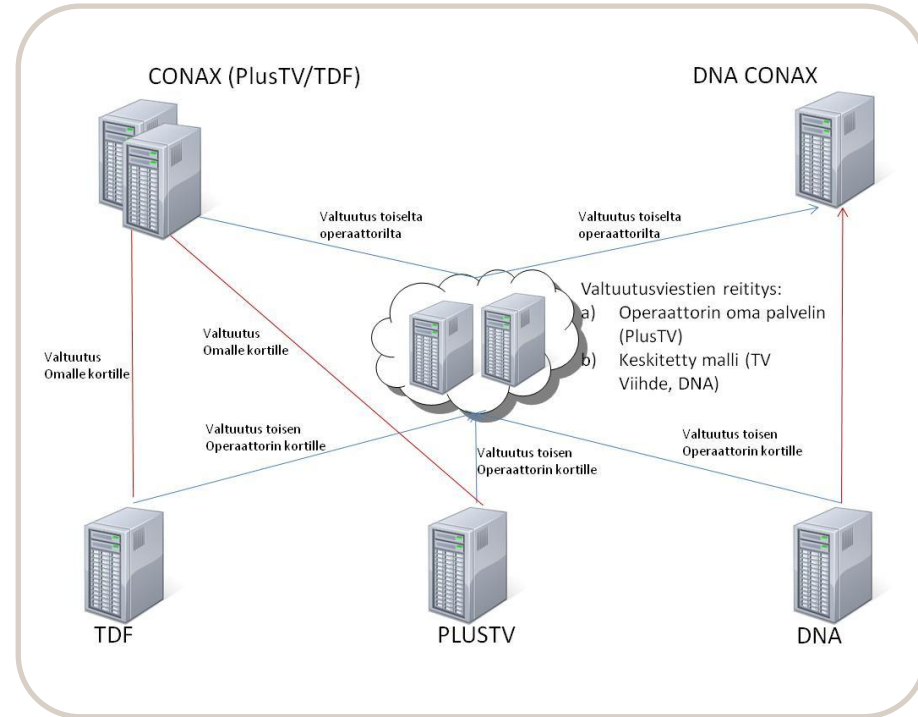 CONAX (PlusTV/TDF)
DNA CONAX
Valtuutus toiselta
operaattorilta
Valtuutus toiselta
operaattorilta
Valtuutusviestien reititys:
a) Operaattorin oma palvelin
(PlusTV)
b) Keskitetty malli (TV
Viihde, DNA)
Valtuutus
Omalle kortille
Valtuutus
Omalle kortille
Valtuutus toisen
Operaattorin kortille
Valtuutus toisen
Operaattorin kortille
Valtuutus toisen
Operaattorin kortille
TDF
PLUSTV
DNA